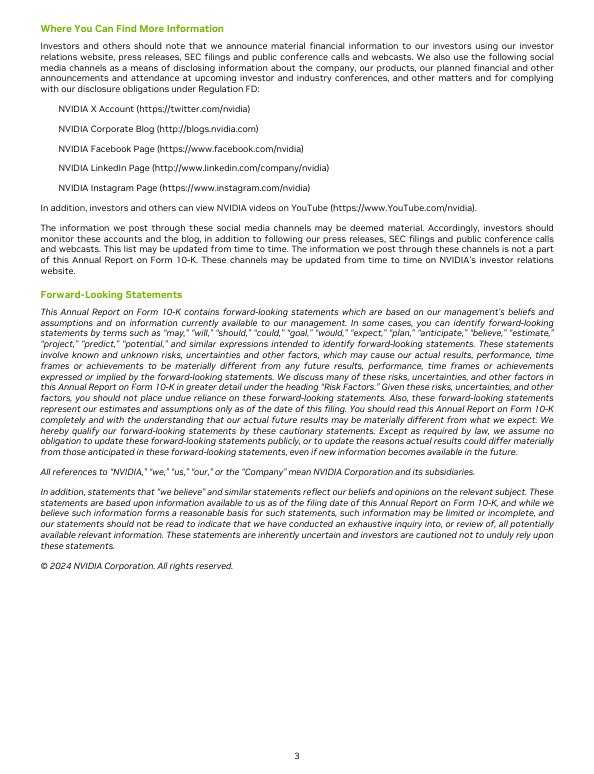 Where You Can Find More Information
Investors and others should note that we announce material financial information to our investors using our investor
relations website, press releases, SEC filings and public conference calls and webcasts. We also use the following social
media channels as a means of disclosing information about the company, our products, our planned financial and other
announcements and attendance at upcoming investor and industry conferences, and other matters and for complying
with our disclosure obligations under Regulation FD:
NVIDIA X Account (https://twitter.com/nvidia)
NVIDIA Corporate Blog (http://blogs.nvidia.com)
NVIDIA Facebook Page (https://www.facebook.com/nvidia)
NVIDIA LinkedIn Page (http://www.linkedin.com/company/nvidia)
NVIDIA Instagram Page (https://www.instagram.com/nvidia)
In addition, investors and others can view NVIDIA videos on YouTube (https://www.YouTube.com/nvidia).
The information we post through these social media channels may be deemed material. Accordingly, investors should
monitor these accounts and the blog, in addition to following our press releases, SEC filings and public conference calls
and webcasts. This list may be updated from time to time. The information we post through these channels is not a part
of this Annual Report on Form 10-K. These channels may be updated from time to time on NVIDIA's investor relations
website.
Forward-Looking Statements
This Annual Report on Form 10-K contains forward-looking statements which are based on our management's beliefs and
assumptions and on information currently available to our management. In some cases, you can identify forward-looking
statements by terms such as "may," "will," "should," "could," "goal," "would," "expect," "plan," "anticipate," "believe," "estimate,"
"project," "predict," "potential," and similar expressions intended to identify forward-looking statements. These statements
involve known and unknown risks, uncertainties and other factors, which may cause our actual results, performance, time
frames or achievements to be materially different from any future results, performance, time frames or achievements
expressed or implied by the forward-looking statements. We discuss many of these risks, uncertainties, and other factors in
this Annual Report on Form 10-K in greater detail under the heading "Risk Factors." Given these risks, uncertainties, and other
factors, you should not place undue reliance on these forward-looking statements. Also, these forward-looking statements
represent our estimates and assumptions only as of the date of this filing. You should read this Annual Report on Form 10-K
completely and with the understanding that our actual future results may be materially different from what we expect. We
hereby qualify our forward-looking statements by these cautionary statements. Except as required by law, we assume no
obligation to update these forward-looking statements publicly, or to update the reasons actual results could differ materially
from those anticipated in these forward-looking statements, even if new information becomes available in the future.
All references to "NVIDIA," "we," "us," "our," or the "Company" mean NVIDIA Corporation and its subsidiaries.
In addition, statements that "we believe" and similar statements reflect our beliefs and opinions on the relevant subject. These
statements are based upon information available to us as of the filing date of this Annual Report on Form 10-K, and while we
believe such information forms a reasonable basis for such statements, such information may be limited or incomplete, and
our statements should not be read to indicate that we have conducted an exhaustive inquiry into, or review of, all potentially
available relevant information. These statements are inherently uncertain and investors are cautioned not to unduly rely upon
these statements.
© 2024 NVIDIA Corporation. All rights reserved.
3